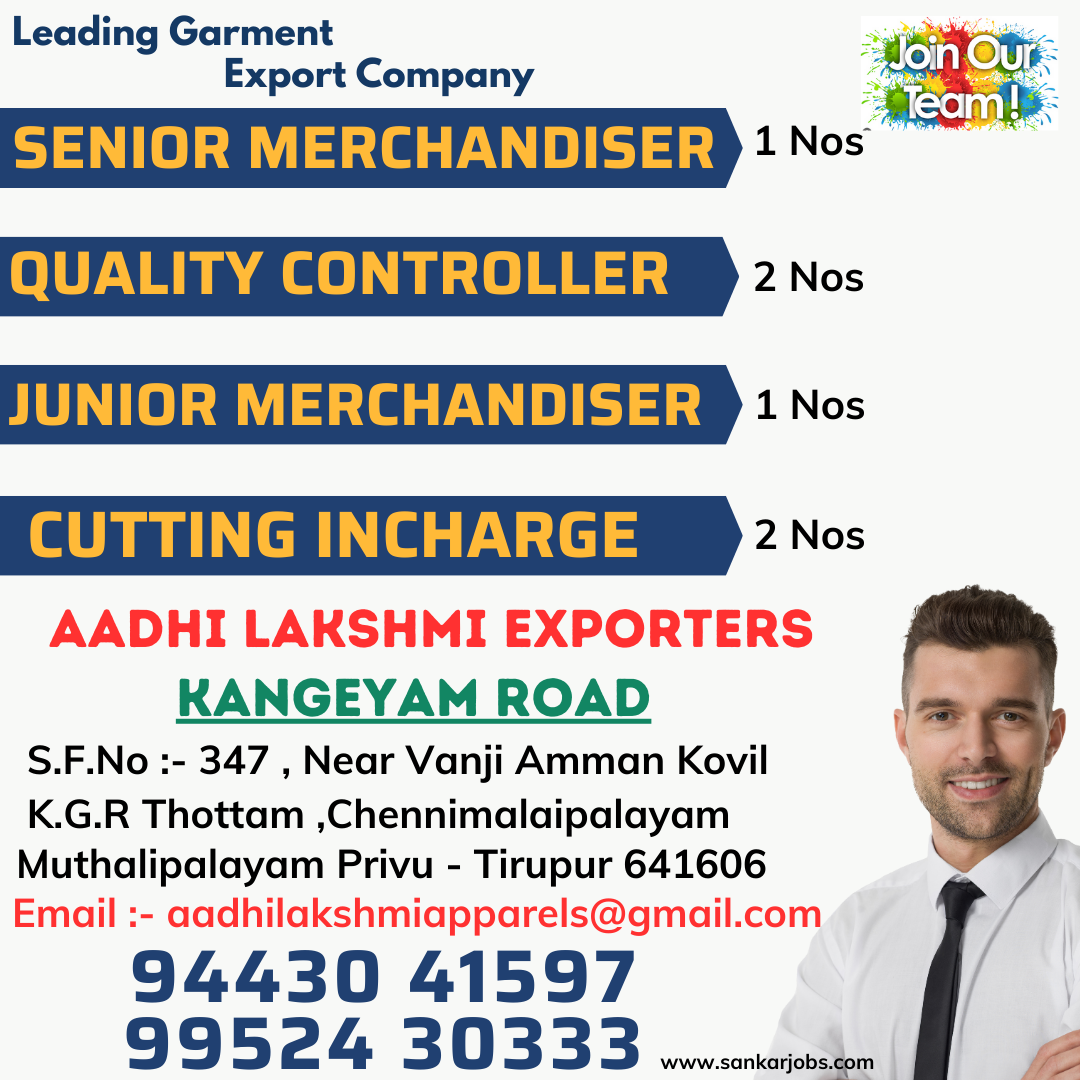 Leading Garment
Export Company
Join Our
Team !
SENIOR MERCHANDISER 1 Nos
QUALITY CONTROLLER 2 Nos
JUNIOR MERCHANDISER 1 Nos
CUTTING INCHARGE 2 Nos
AADHI LAKSHMI EXPORTERS
KANGEYAM ROAD
S.F.No :- 347 , Near Vanji Amman Kovil
K.G.R Thottam ,Chennimalaipalayam
Muthalipalayam Privu - Tirupur 641606
Email :- aadhilakshmiapparels@gmail.com
94430 41597
99524 30333
www.sankarjobs.com